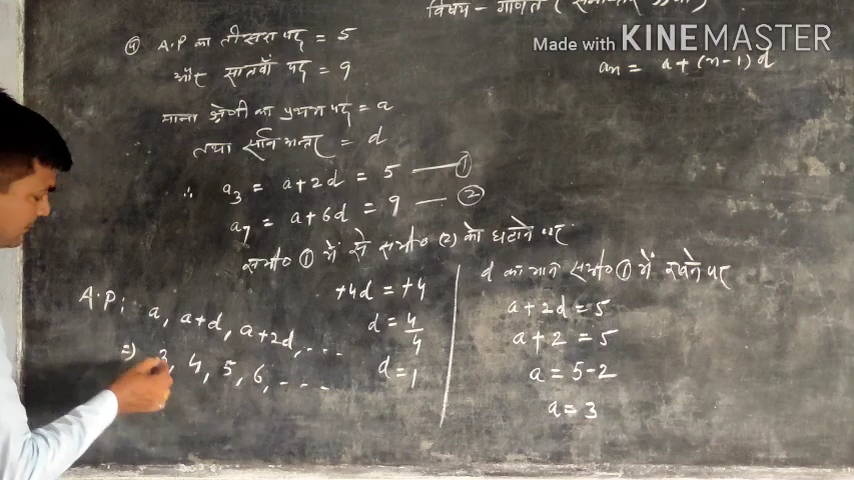 विषय - गणित (समान्तर श्रेणी)
Made with KINEMASTER
an = a + (n-1) d
(4) A.P का तीसरा पद = 5
और सातवाँ पद = 9
माना श्रेणी का प्रथम पद = a
तथा सार्वअन्तर = d
∴ a3 = a+2d = 5 — ①
a7 = a+6d = 9 — ②
समी० ① में से समी० (2) को घटाने पर
+4d = +4
d = 4/4
d = 1
A.P: a, a+d, a+2d, ---
⇒ 3, 4, 5, 6, ----
d का मान समी० ① में रखने पर
a+2d = 5
a+2 = 5
a = 5-2
a = 3